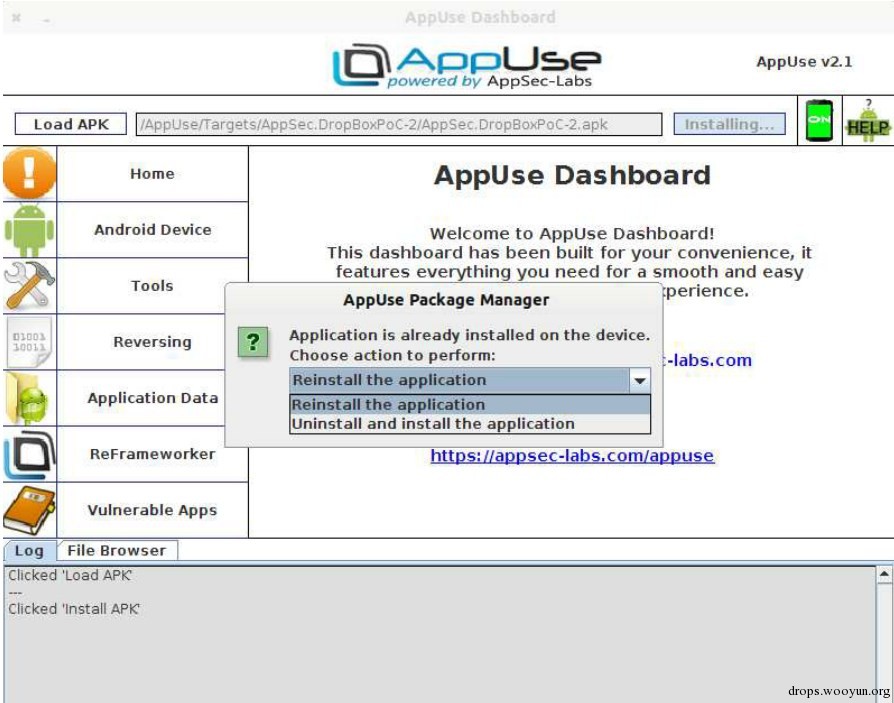 AppUse Dashboard
AppUse
powered by AppSec-Labs
AppUse v2.1
Load APK
/AppUse/Targets/AppSec.DropBoxPoC-2/AppSec.DropBoxPoC-2.apk
Installing...
ON
?
HELP
Home
Android Device
Tools
01001
10011
Reversing
Application Data
ReFrameworker
Vulnerable Apps
AppUse Dashboard
Welcome to AppUse Dashboard!
This dashboard has been built for your convenience, it
features everything you need for a smooth and easy
xperience.
AppUse Package Manager
?
Application is already installed on the device.
Choose action to perform:
Reinstall the application
Reinstall the application
Uninstall and install the application
-labs.com
https://appsec-labs.com/appuse
Log
File Browser
Clicked 'Load APK'
---
Clicked 'Install APK'
drops.wooyun.org